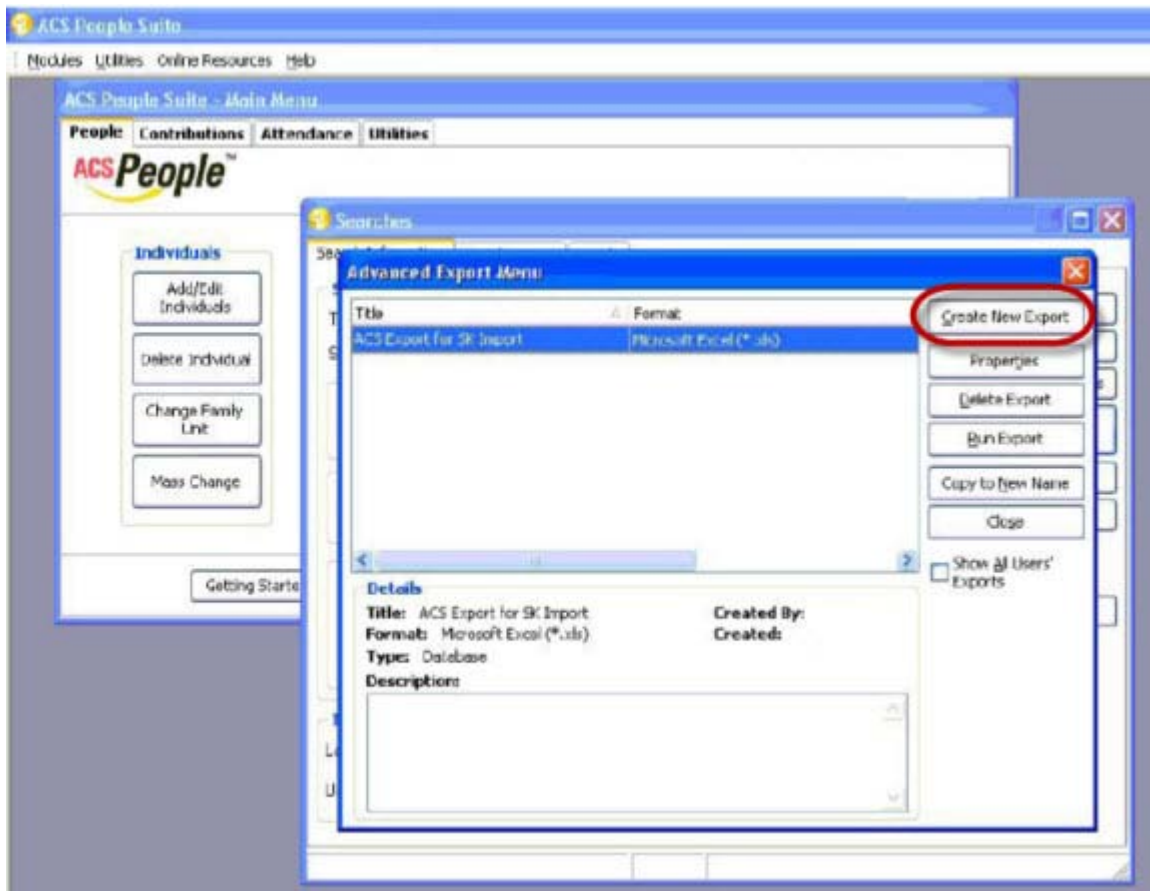 ACS People Suite
Modules Utilities Online Resources Help
ACS People Suite - Main Menu
People Contributions Attendance Utilities
ACS People™
Searches
Individuals
Add/Edit
Individuals
Delete Individual
Change Family
Unit
Mass Change
Getting Starte
Advanced Export Menu
Title Format
ACS Export for SK Import Microsoft Excel (*.xls)
Create New Export
Properties
Delete Export
Run Export
Copy to New Name
Close
Show All Users'
Exports
Details
Title: ACS Export for SK Import Created By:
Format: Microsoft Excel (*.xls) Created:
Type: Database
Description: